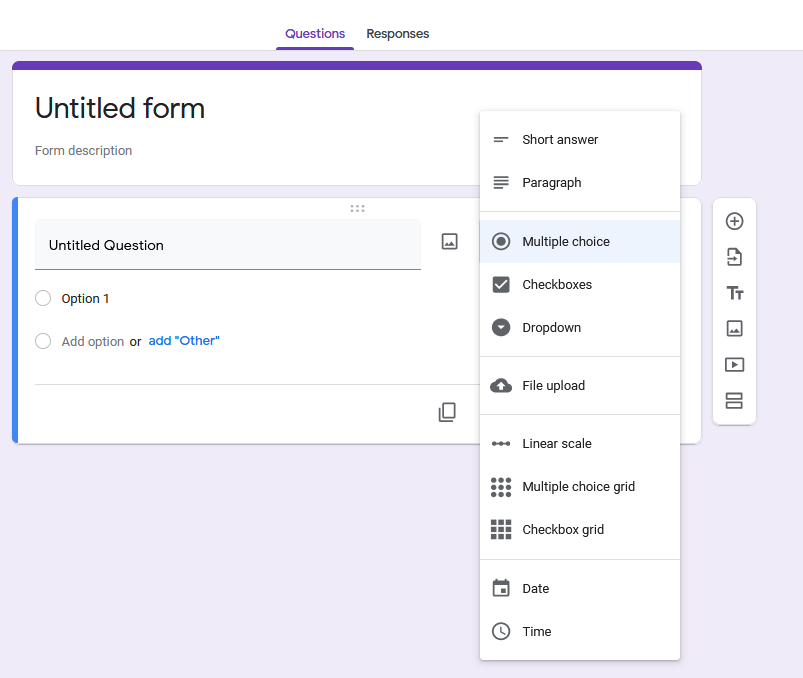 Questions Responses
Untitled form
Form description
Untitled Question
Option 1
Add option or add "Other"
Short answer
Paragraph
Multiple choice
Checkboxes
Dropdown
File upload
Linear scale
Multiple choice grid
Checkbox grid
Date
Time
Tт